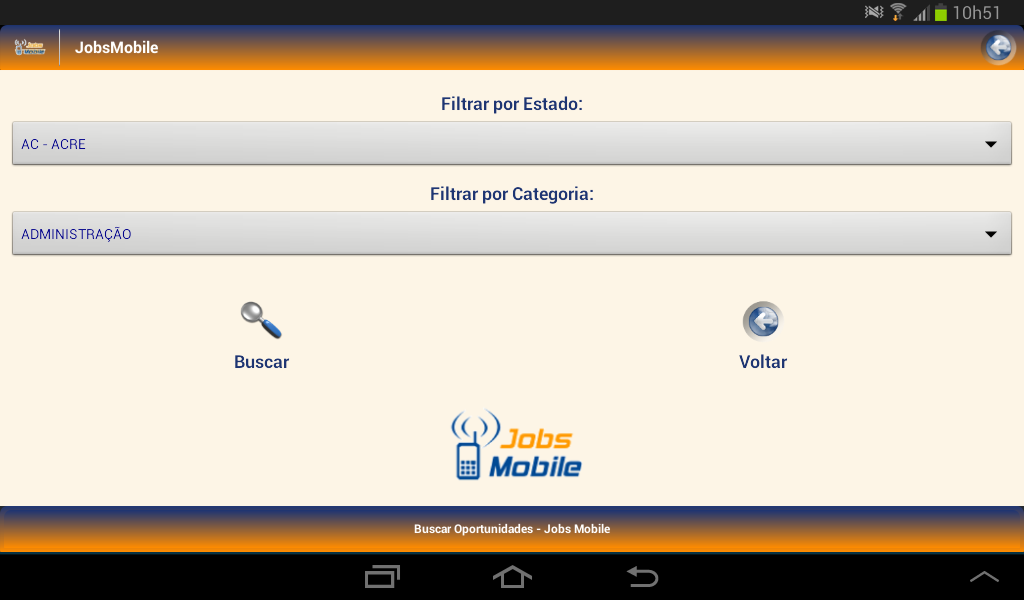 10h51
JobsMobile
Filtrar por Estado:
AC - ACRE
Filtrar por Categoria:
ADMINISTRAÇÃO
Buscar
Voltar
Jobs
Mobile
Buscar Oportunidades - Jobs Mobile